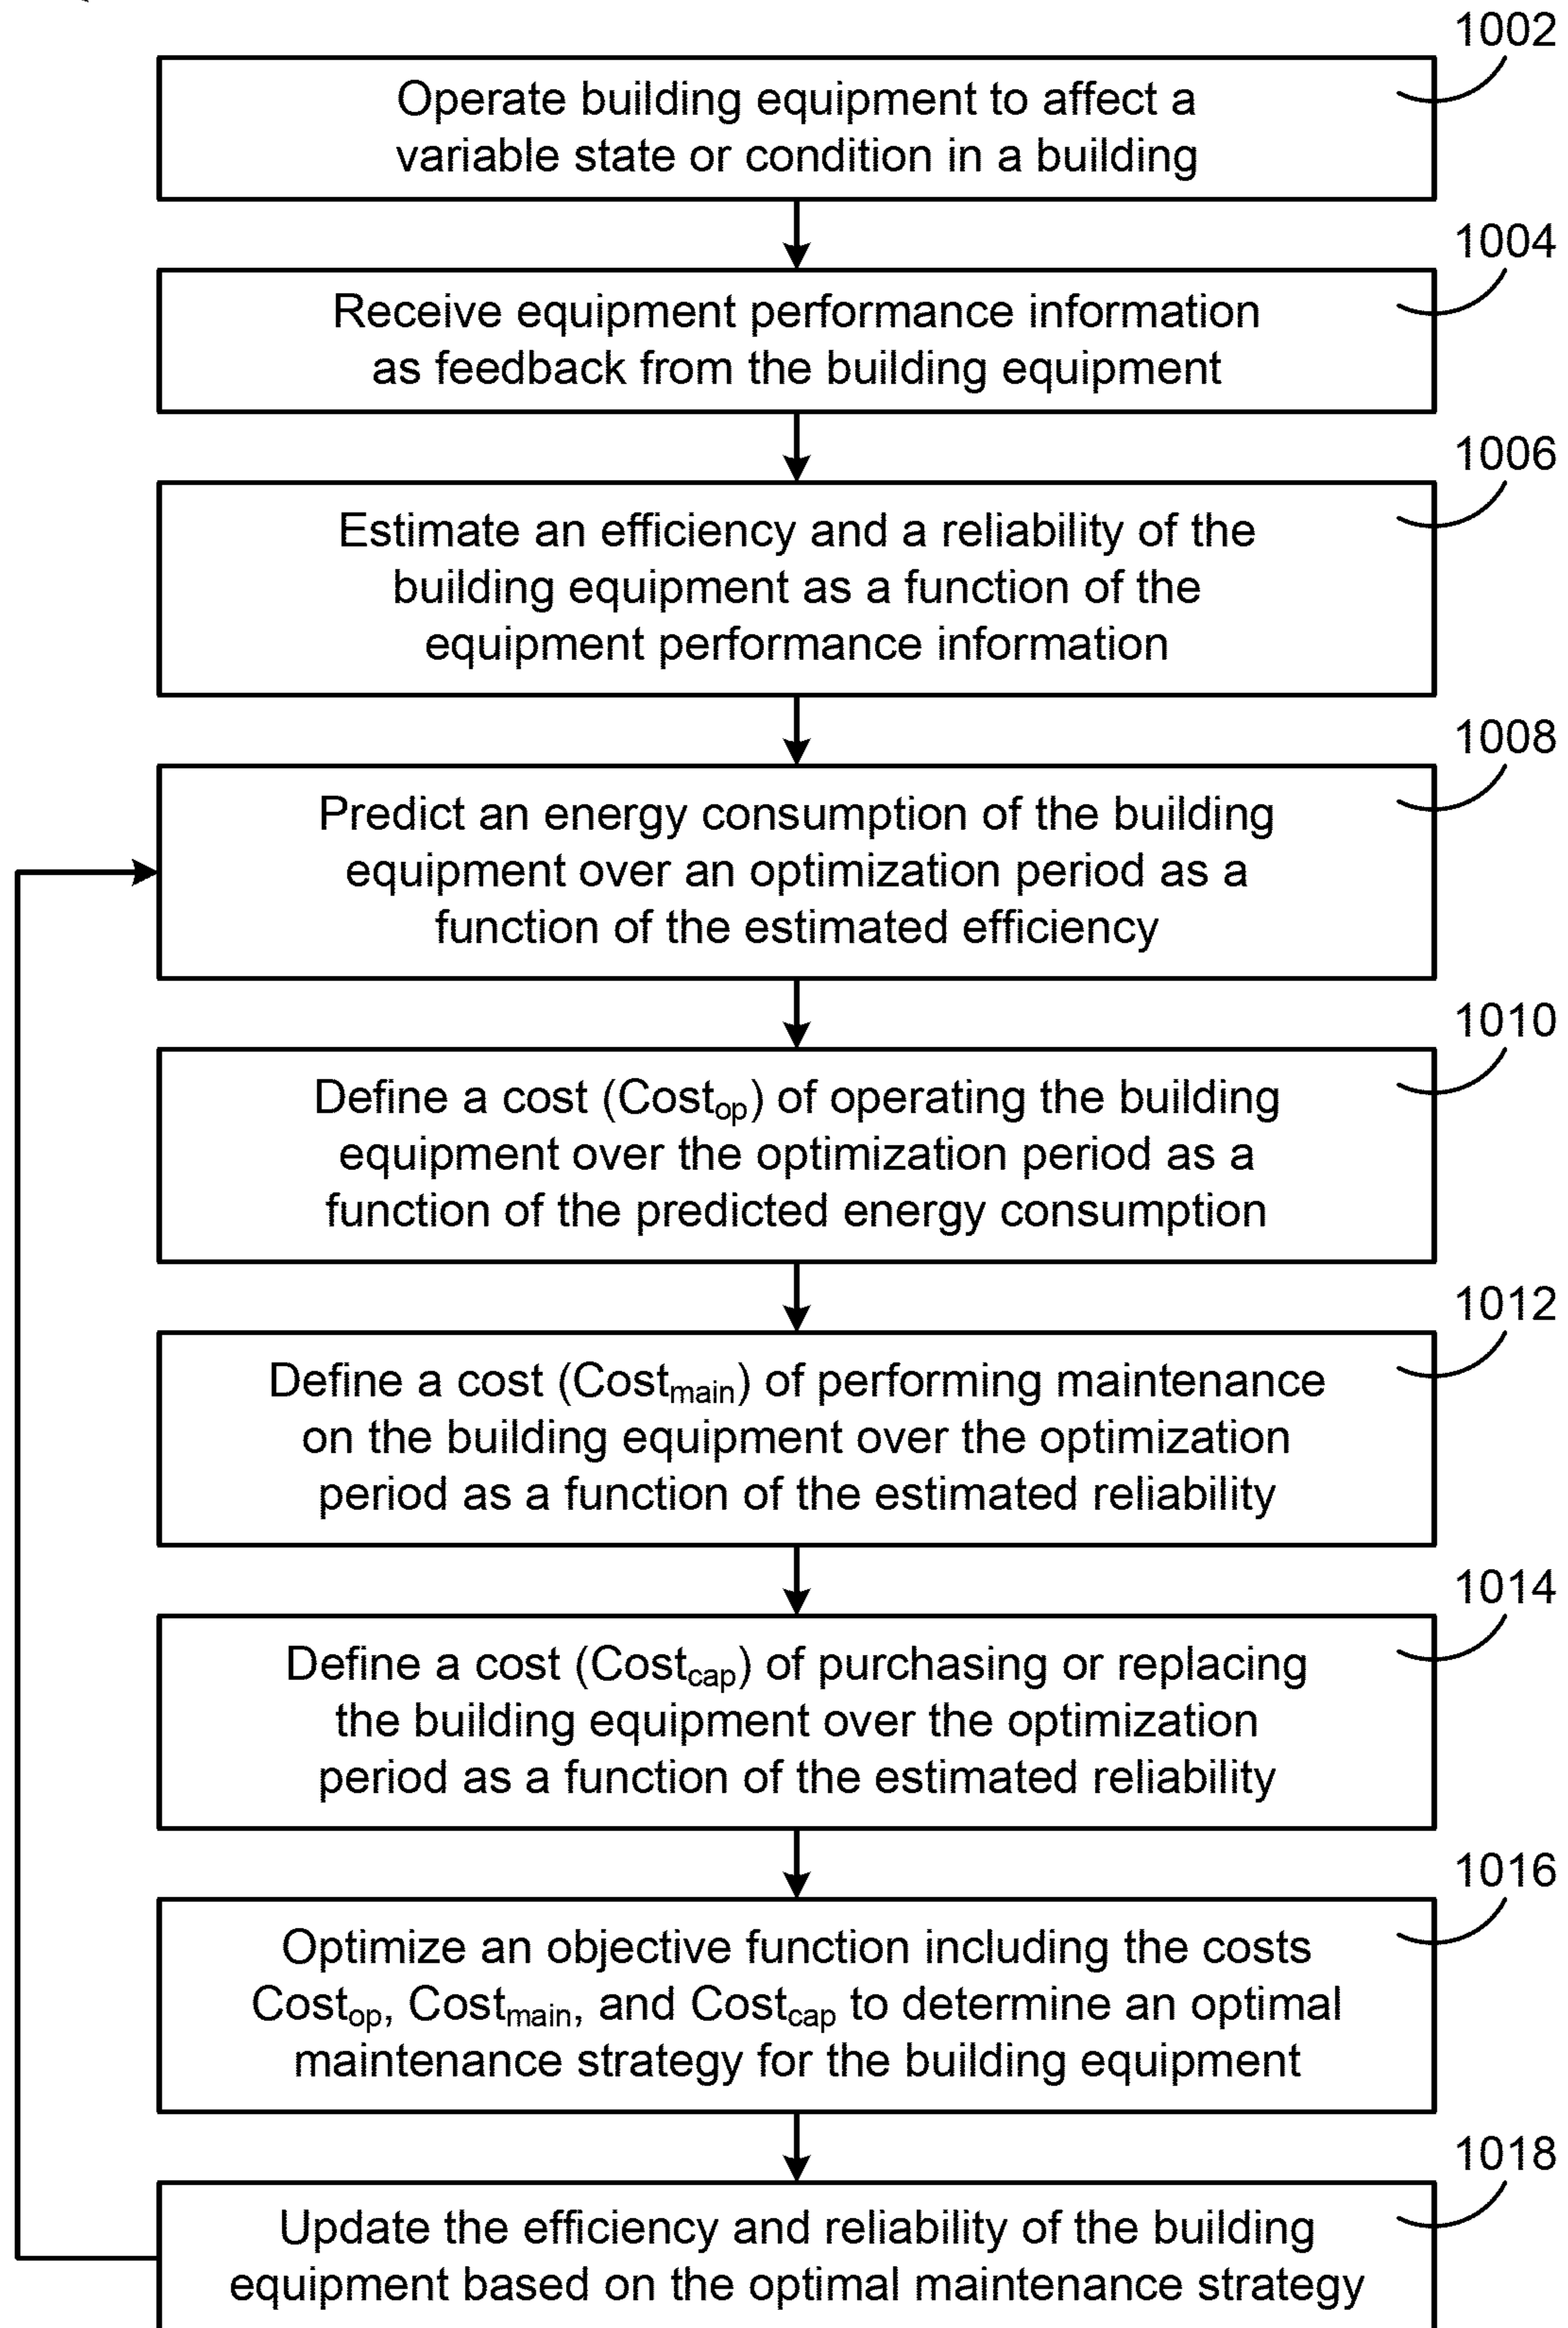 1002
Operate building equipment to affect a
variable state or condition in a building
1004
Receive equipment performance information
as feedback from the building equipment
1006
Estimate an efficiency and a reliability of the
building equipment as a function of the
equipment performance information
1008
Predict an energy consumption of the building
equipment over an optimization period as a
function of the estimated efficiency
1010
Define a cost (Costop) of operating the building
equipment over the optimization period as a
function of the predicted energy consumption
1012
Define a cost (Costmain) of performing maintenance
on the building equipment over the optimization
period as a function of the estimated reliability
1014
Define a cost (Costcap) of purchasing or replacing
the building equipment over the optimization
period as a function of the estimated reliability
1016
Optimize an objective function including the costs
Costop, Costmain, and Costcap to determine an optimal
maintenance strategy for the building equipment
1018
Update the efficiency and reliability of the building
equipment based on the optimal maintenance strategy